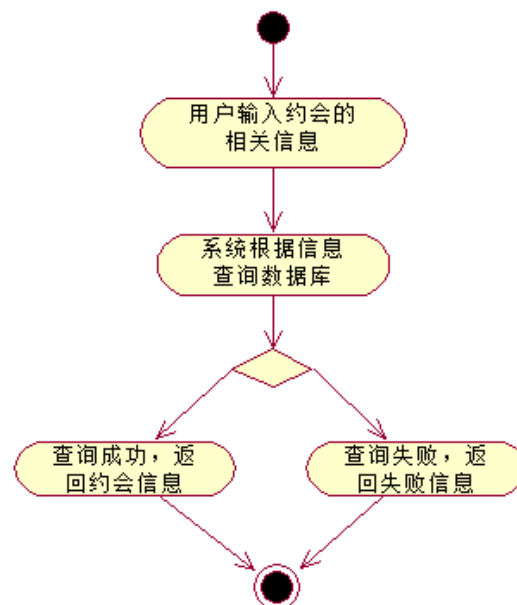 用户输入约会的
相关信息
系统根据信息
查询数据库
查询成功，返
回约会信息
查询失败，返
回失败信息